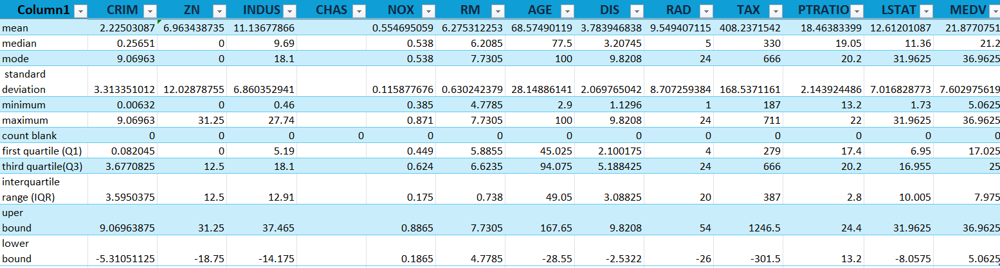 Column1 CRIM ZN INDUS CHAS NOX RM AGE DIS RAD TAX PTRATIO LSTAT MEDV
mean 2.22503087 6.963438735 11.13677866 0.554695059 6.275312253 68.57490119 3.783946838 9.549407115 408.2371542 18.46383399 12.61201087 21.8770751
median 0.25651 0 9.69 0.538 6.2085 77.5 3.20745 5 330 19.05 11.36 21.2
mode 9.06963 0 18.1 0.538 7.7305 100 9.8208 24 666 20.2 31.9625 36.9625
standard
deviation 3.313351012 12.02878755 6.860352941 0.115877676 0.630242379 28.14886141 2.069765042 8.707259384 168.5371161 2.143924486 7.016828773 7.602975619
minimum 0.00632 0 0.46 0.385 4.7785 2.9 1.1296 1 187 13.2 1.73 5.0625
maximum 9.06963 31.25 27.74 0.871 7.7305 100 9.8208 24 711 22 31.9625 36.9625
count blank 0 0 0 0 0 0 0 0 0 0 0 0 0
first quartile (Q1) 0.082045 0 5.19 0.449 5.8855 45.025 2.100175 4 279 17.4 6.95 17.025
third quartile(Q3) 3.6770825 12.5 18.1 0.624 6.6235 94.075 5.188425 24 666 20.2 16.955 25
interquartile
range (IQR) 3.5950375 12.5 12.91 0.175 0.738 49.05 3.08825 20 387 2.8 10.005 7.975
uper
bound 9.06963875 31.25 37.465 0.8865 7.7305 167.65 9.8208 54 1246.5 24.4 31.9625 36.9625
lower
bound -5.31051125 -18.75 -14.175 0.1865 4.7785 -28.55 -2.5322 -26 -301.5 13.2 -8.0575 5.0625